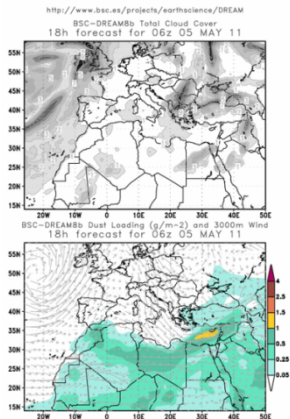 http://www.bsc.es/projects/earthscience/DREAM
BSC-DREAM8b Total Cloud Cover
18h forecast for 06z 05 MAY 11
55N
50N
45N
40N
35N
30N
25N
20N
15N
20W 10W 0 10E 20E 30E 40E 50E
BSC-DREAM8b Dust Loading (g/m-2) and 3000m Wind
18h forecast for 06z 05 MAY 11
55N
50N
45N
40N
35N
30N
25N
20N
15N
20W 10W 0 10E 20E 30E 40E 50E
4
2.5
1.5
1
0.5
0.25
0.05